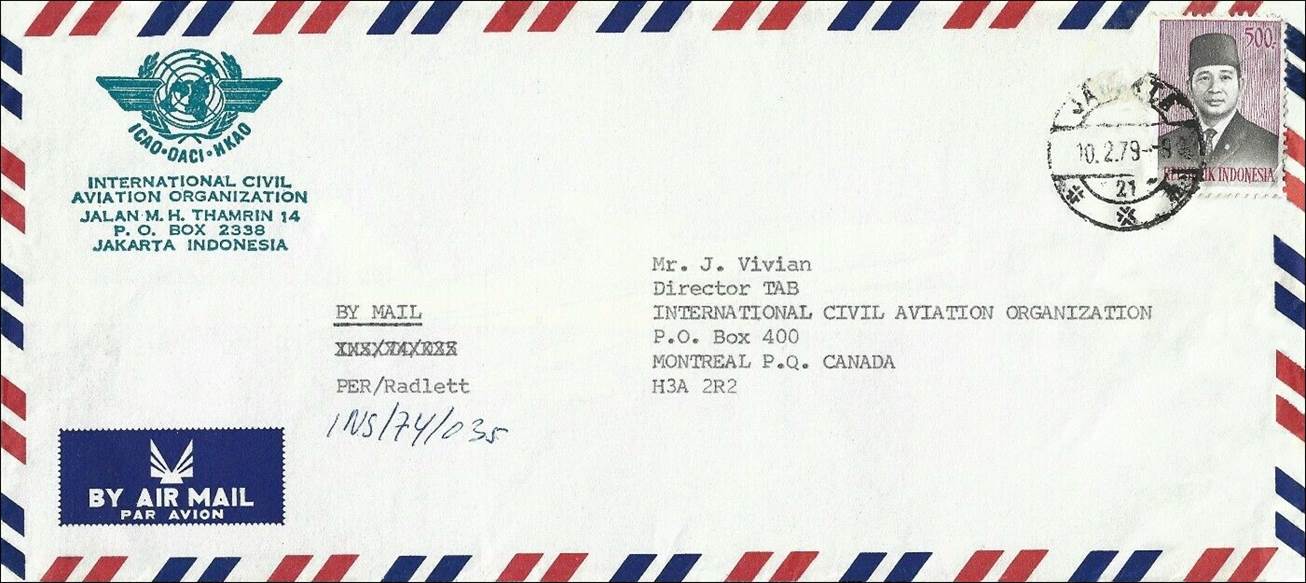 ICAO•OACI•ИКАО
INTERNATIONAL CIVIL
AVIATION ORGANIZATION
JALAN M. H. THAMRIN 14
P. O. BOX 2338
JAKARTA INDONESIA
500.-
REPUBLIK INDONESIA
10.2.79
21
Mr. J. Vivian
Director TAB
INTERNATIONAL CIVIL AVIATION ORGANIZATION
P.O. Box 400
MONTREAL P.Q. CANADA
H3A 2R2
BY MAIL
PER/Radlett
INS/74/035
BY AIR MAIL
PAR AVION